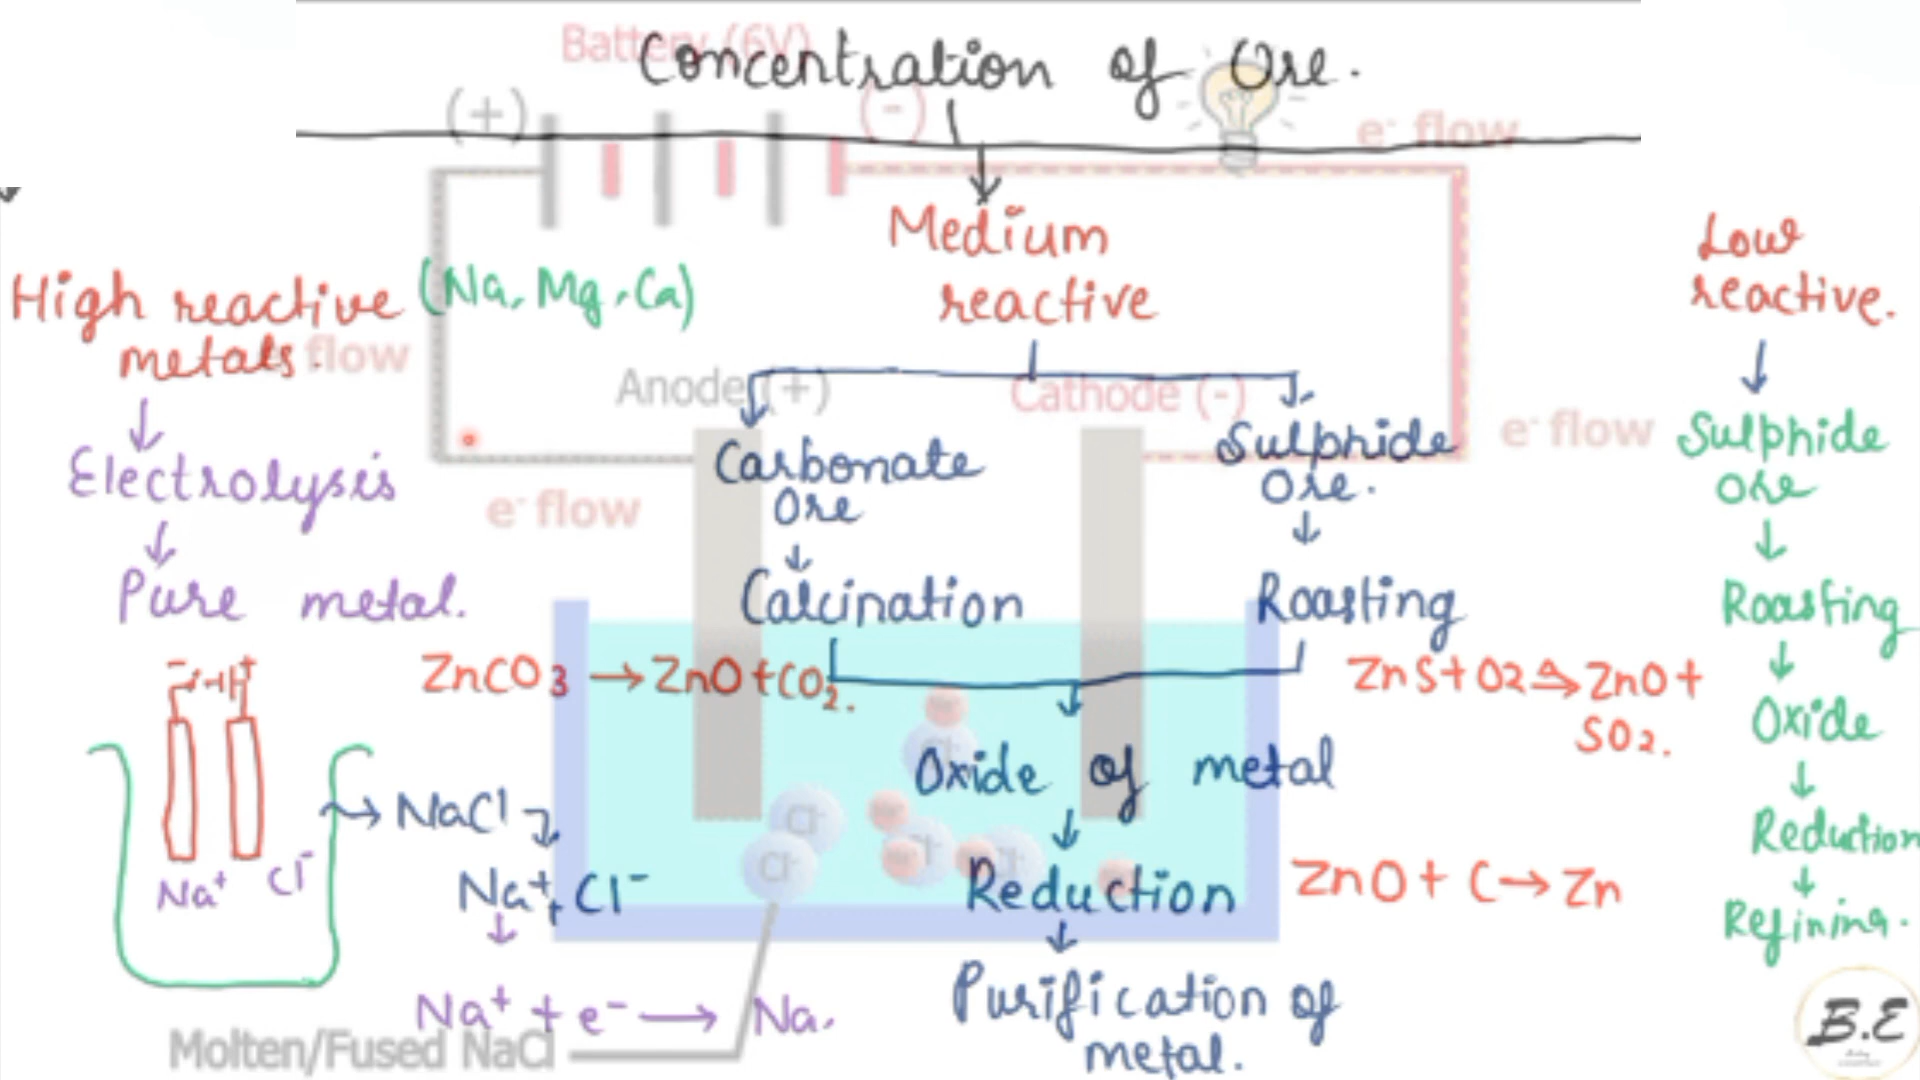 Battery (6V)
Concentration of Ore.
(+)
(-)
e⁻ flow
Medium
reactive
Low
reactive.
High reactive (Na, Mg, Ca)
metals.
flow
Anode (+)
Cathode (-)
e⁻ flow
Electrolysis
Carbonate
Ore
Sulphide
Ore.
Sulphide
Ore
e⁻ flow
Pure metal.
Calcination
Roasting
Roasting
ZnCO3 → ZnO+CO2.
ZnS+O2 Δ→ ZnO+
SO2.
Oxide
- +
Oxide of metal
NaCl
Cl⁻
Cl⁻
Reduction
Na⁺ Cl⁻
Na⁺, Cl⁻
Reduction
ZnO + C → Zn
Refining.
Na⁺ + e⁻ → Na.
Purification of
metal.
Molten/Fused NaCl
B.E